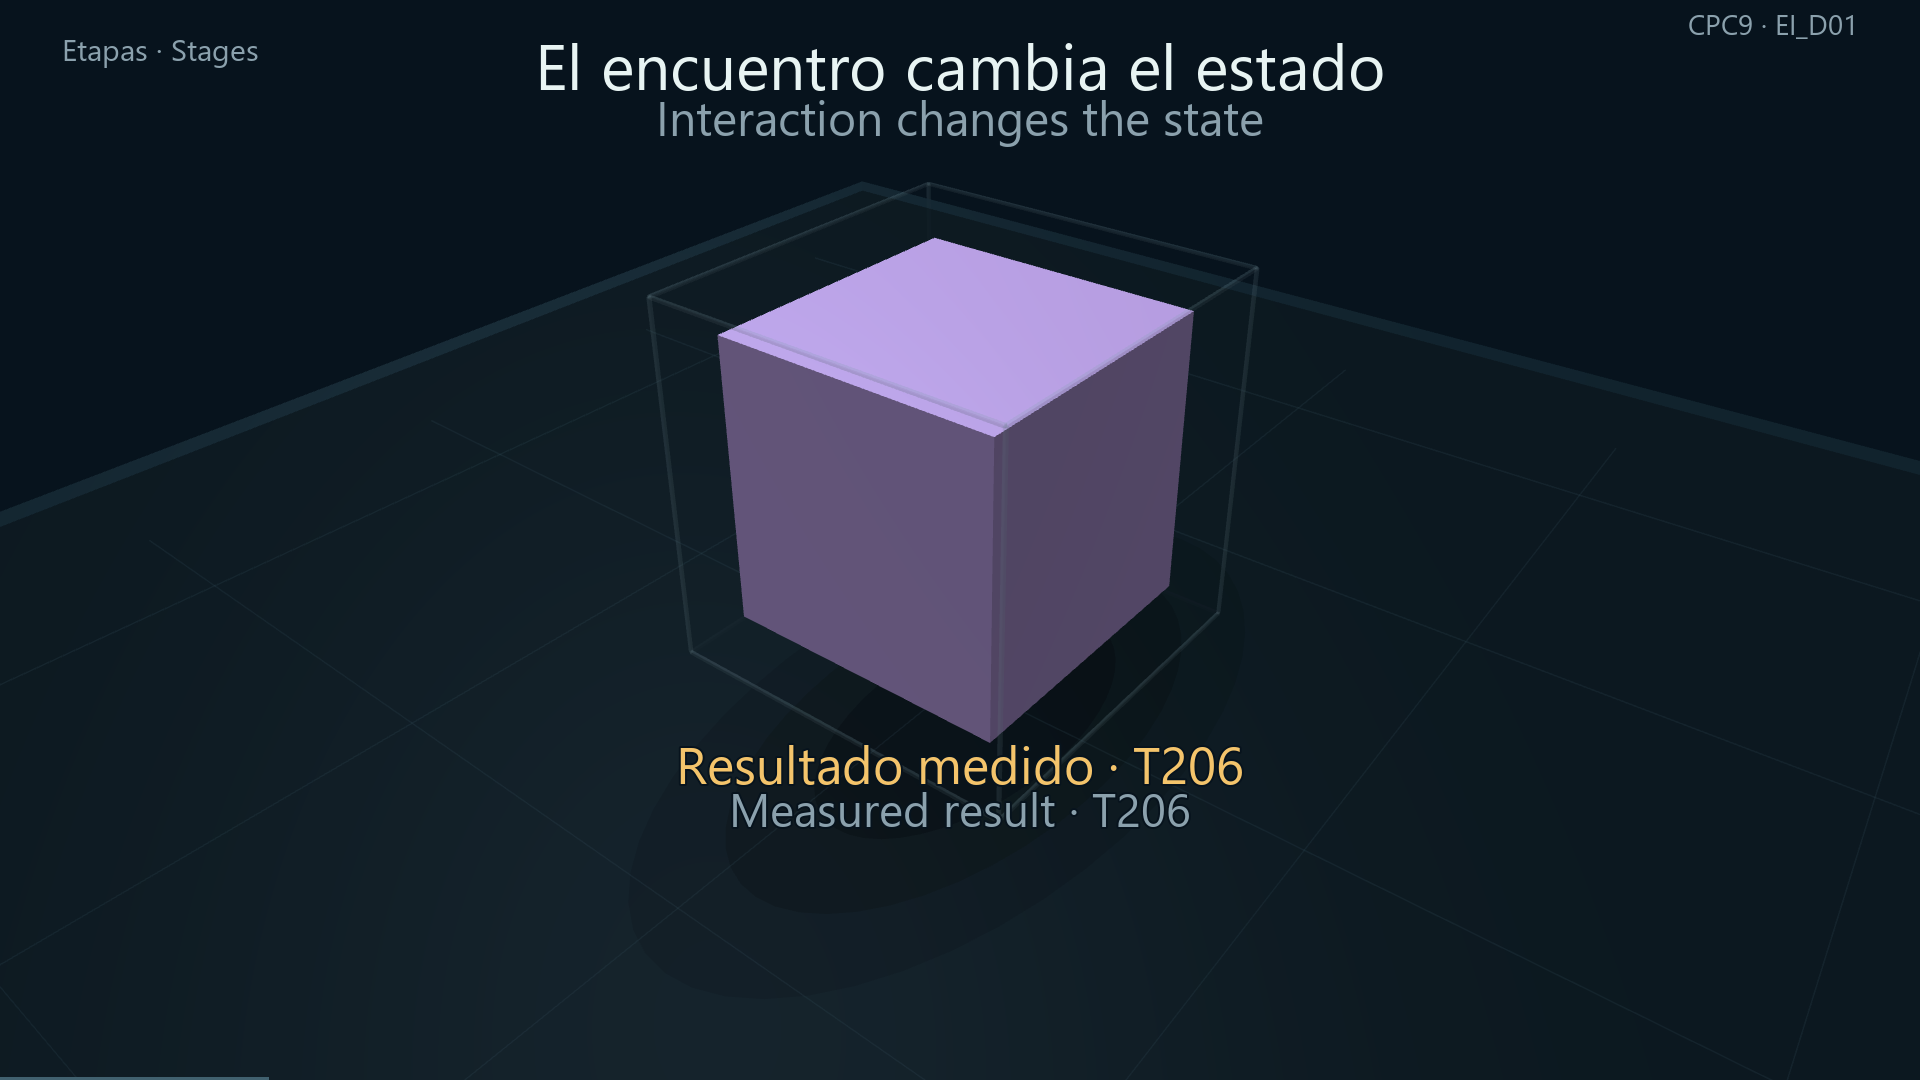 Etapas · Stages
CPC9 · EI_D01
El encuentro cambia el estado
Interaction changes the state
Resultado medido · T206
Measured result · T206